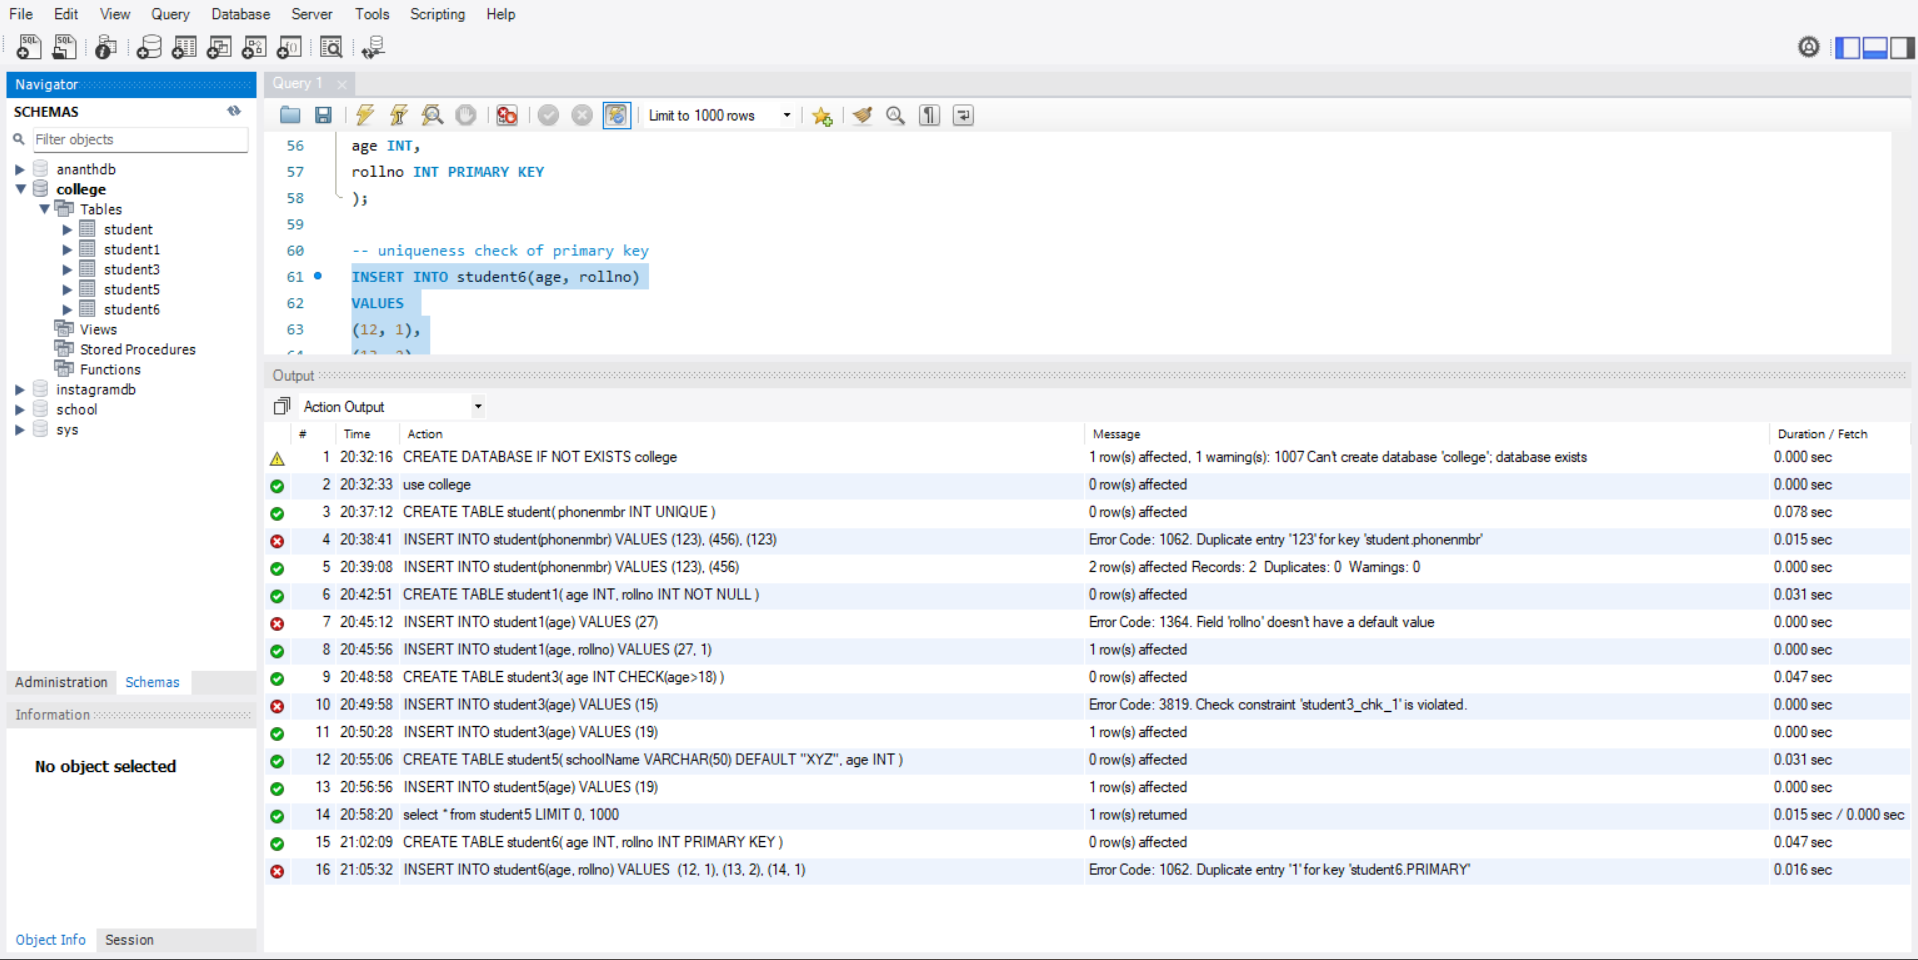 File Edit View Query Database Server Tools Scripting Help
Navigator
SCHEMAS
Filter objects
ananthdb
college
Tables
student
student1
student3
student5
student6
Views
Stored Procedures
Functions
instagramdb
school
sys
Administration Schemas
Information
No object selected
Object Info Session
Query 1
Limit to 1000 rows
56 age INT,
57 rollno INT PRIMARY KEY
58 );
59
60 -- uniqueness check of primary key
61 INSERT INTO student6(age, rollno)
62 VALUES
63 (12, 1),
64 (13, 2)
Output
Action Output
# Time Action Message Duration / Fetch
1 20:32:16 CREATE DATABASE IF NOT EXISTS college 1 row(s) affected, 1 warning(s): 1007 Can't create database 'college'; database exists 0.000 sec
2 20:32:33 use college 0 row(s) affected 0.000 sec
3 20:37:12 CREATE TABLE student( phonenmbr INT UNIQUE ) 0 row(s) affected 0.078 sec
4 20:38:41 INSERT INTO student(phonenmbr) VALUES (123), (456), (123) Error Code: 1062. Duplicate entry '123' for key 'student.phonenmbr' 0.015 sec
5 20:39:08 INSERT INTO student(phonenmbr) VALUES (123), (456) 2 row(s) affected Records: 2 Duplicates: 0 Warnings: 0 0.000 sec
6 20:42:51 CREATE TABLE student1( age INT, rollno INT NOT NULL ) 0 row(s) affected 0.031 sec
7 20:45:12 INSERT INTO student1(age) VALUES (27) Error Code: 1364. Field 'rollno' doesn't have a default value 0.000 sec
8 20:45:56 INSERT INTO student1(age, rollno) VALUES (27, 1) 1 row(s) affected 0.000 sec
9 20:48:58 CREATE TABLE student3( age INT CHECK(age>18) ) 0 row(s) affected 0.047 sec
10 20:49:58 INSERT INTO student3(age) VALUES (15) Error Code: 3819. Check constraint 'student3_chk_1' is violated. 0.000 sec
11 20:50:28 INSERT INTO student3(age) VALUES (19) 1 row(s) affected 0.000 sec
12 20:55:06 CREATE TABLE student5( schoolName VARCHAR(50) DEFAULT "XYZ", age INT ) 0 row(s) affected 0.031 sec
13 20:56:56 INSERT INTO student5(age) VALUES (19) 1 row(s) affected 0.000 sec
14 20:58:20 select * from student5 LIMIT 0, 1000 1 row(s) returned 0.015 sec / 0.000 sec
15 21:02:09 CREATE TABLE student6( age INT, rollno INT PRIMARY KEY ) 0 row(s) affected 0.047 sec
16 21:05:32 INSERT INTO student6(age, rollno) VALUES (12, 1), (13, 2), (14, 1) Error Code: 1062. Duplicate entry '1' for key 'student6.PRIMARY' 0.016 sec